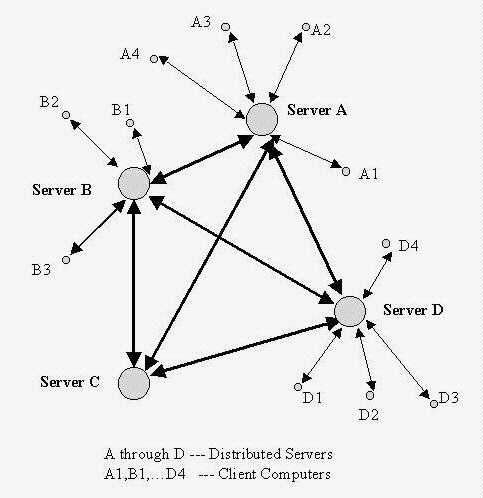 A3
A2
A4
B2
B1
Server A
A1
Server B
D4
B3
Server D
Server C
D1
D3
D2
A through D --- Distributed Servers
A1,B1,...D4 --- Client Computers